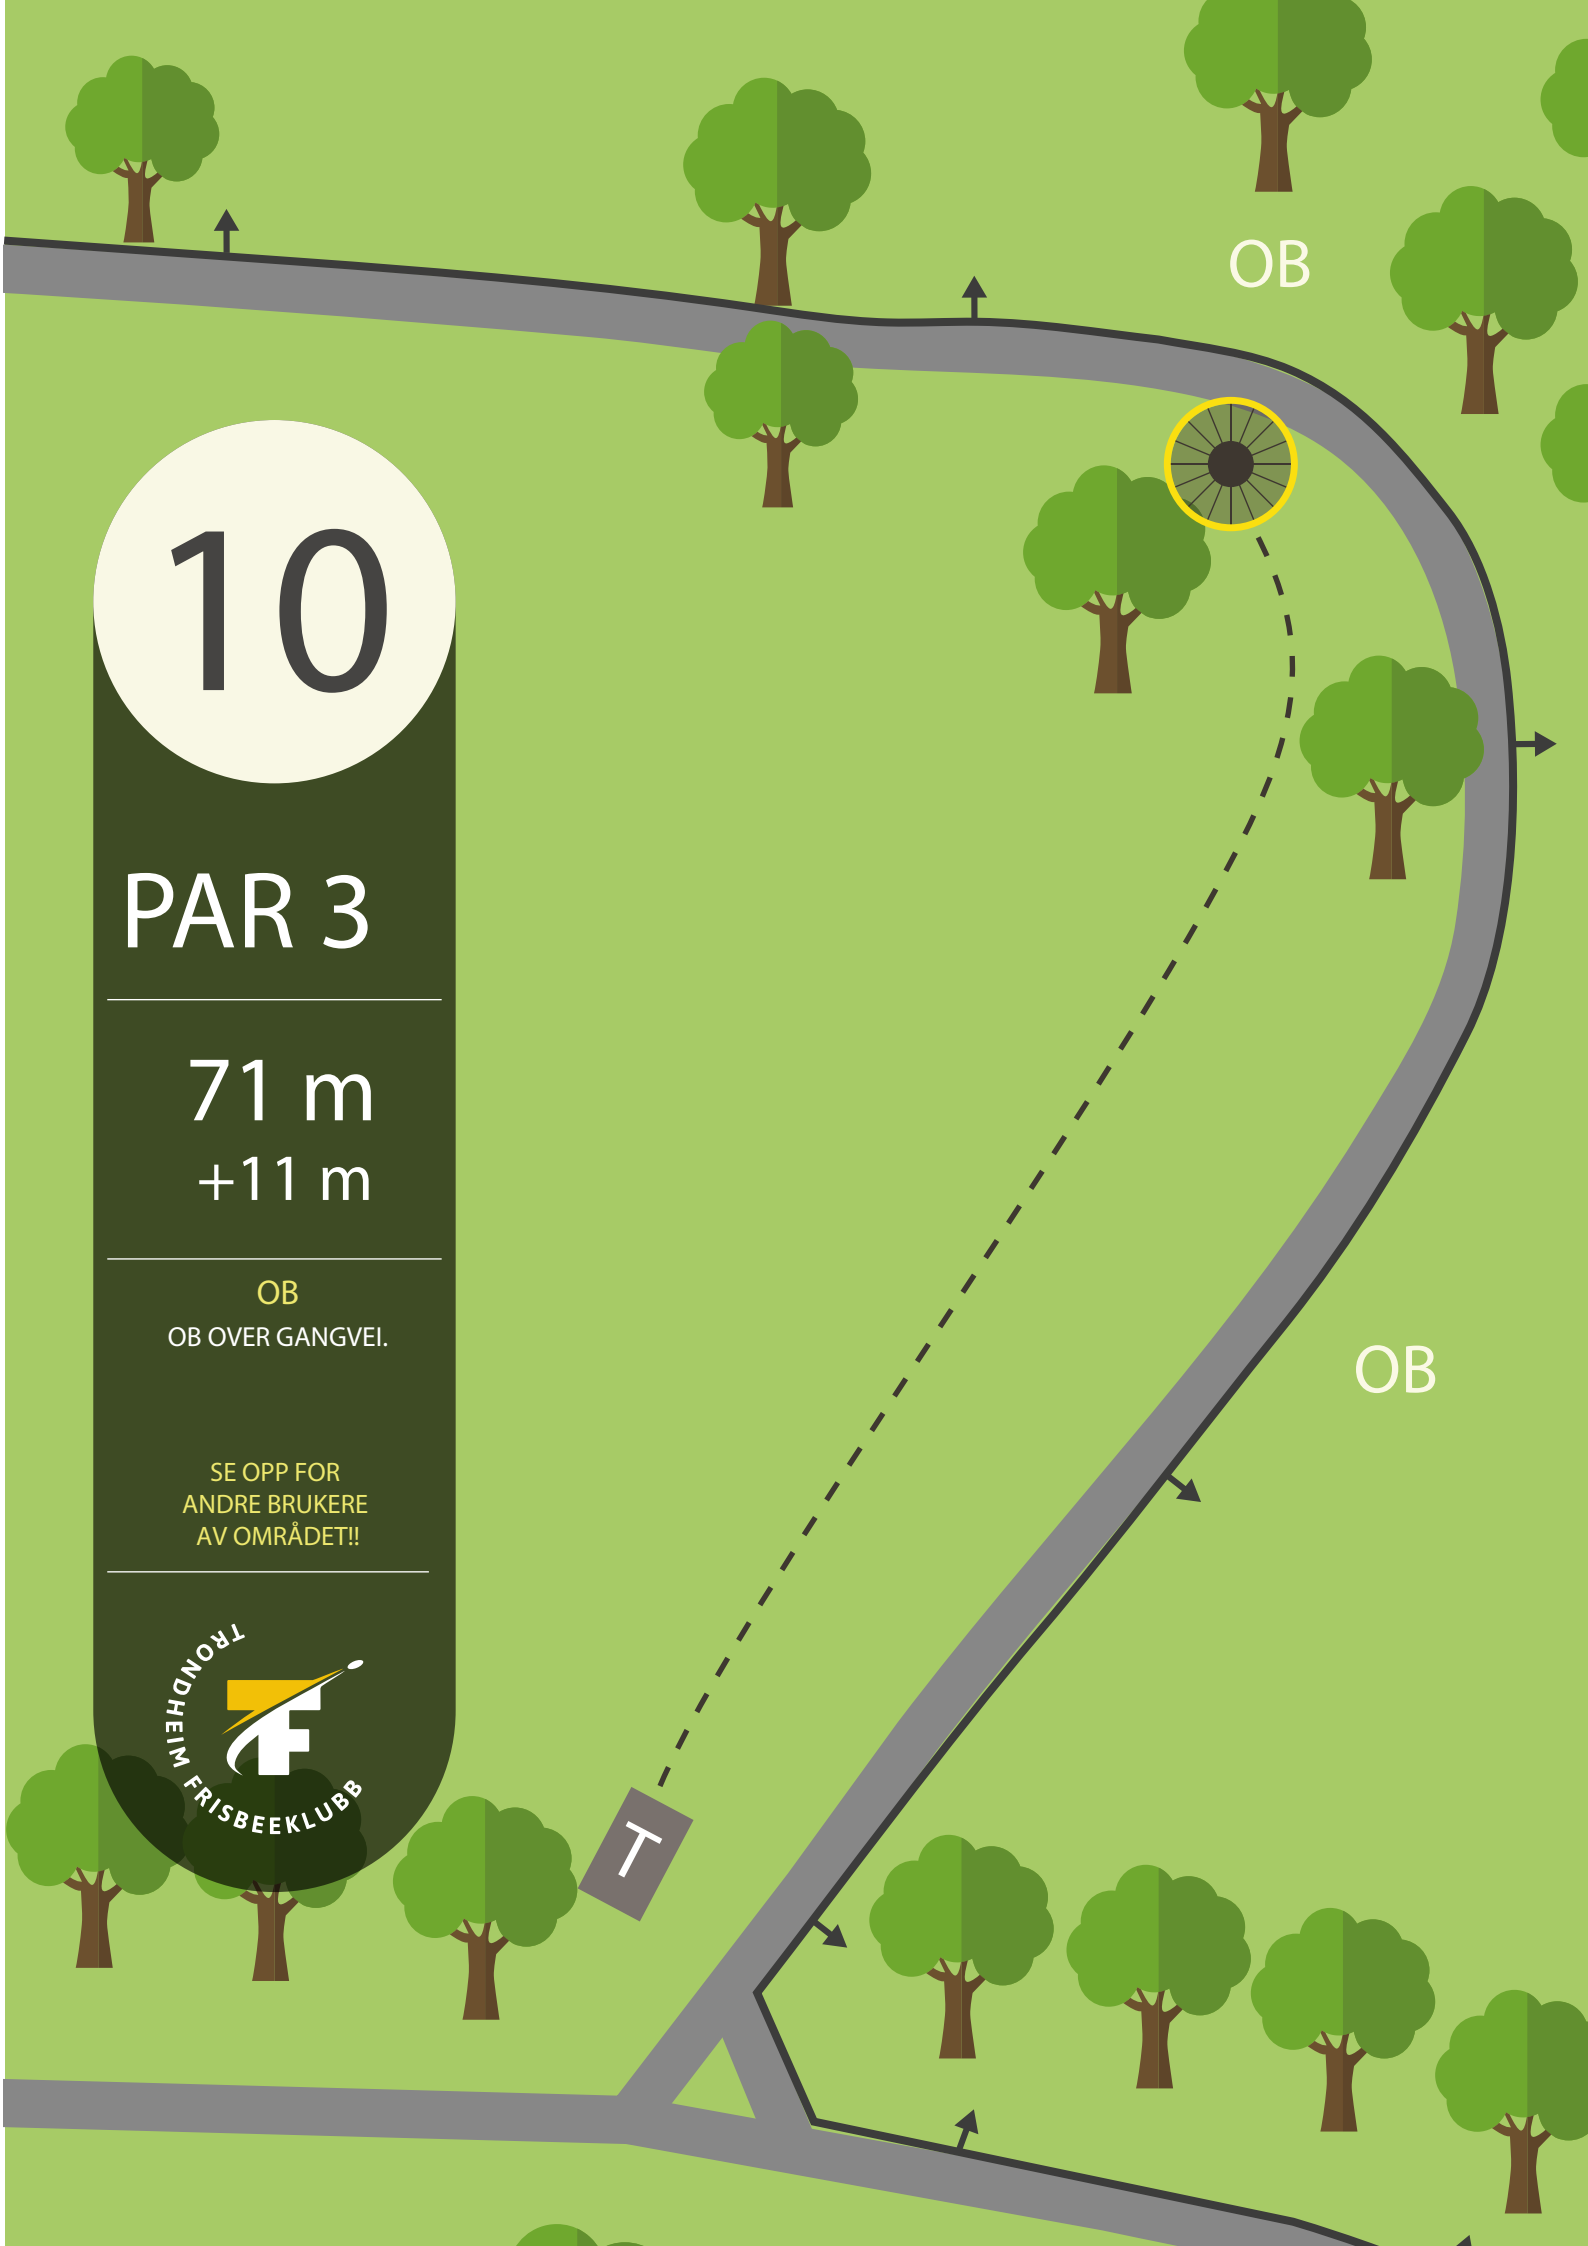 10
PAR 3
71 m
+11 m
OB
OB OVER GANGVEI.
SE OPP FOR
ANDRE BRUKERE
AV OMRÅDET!!
TRONDHEIM FRISBEEKLUBB
TF
OB
OB
T